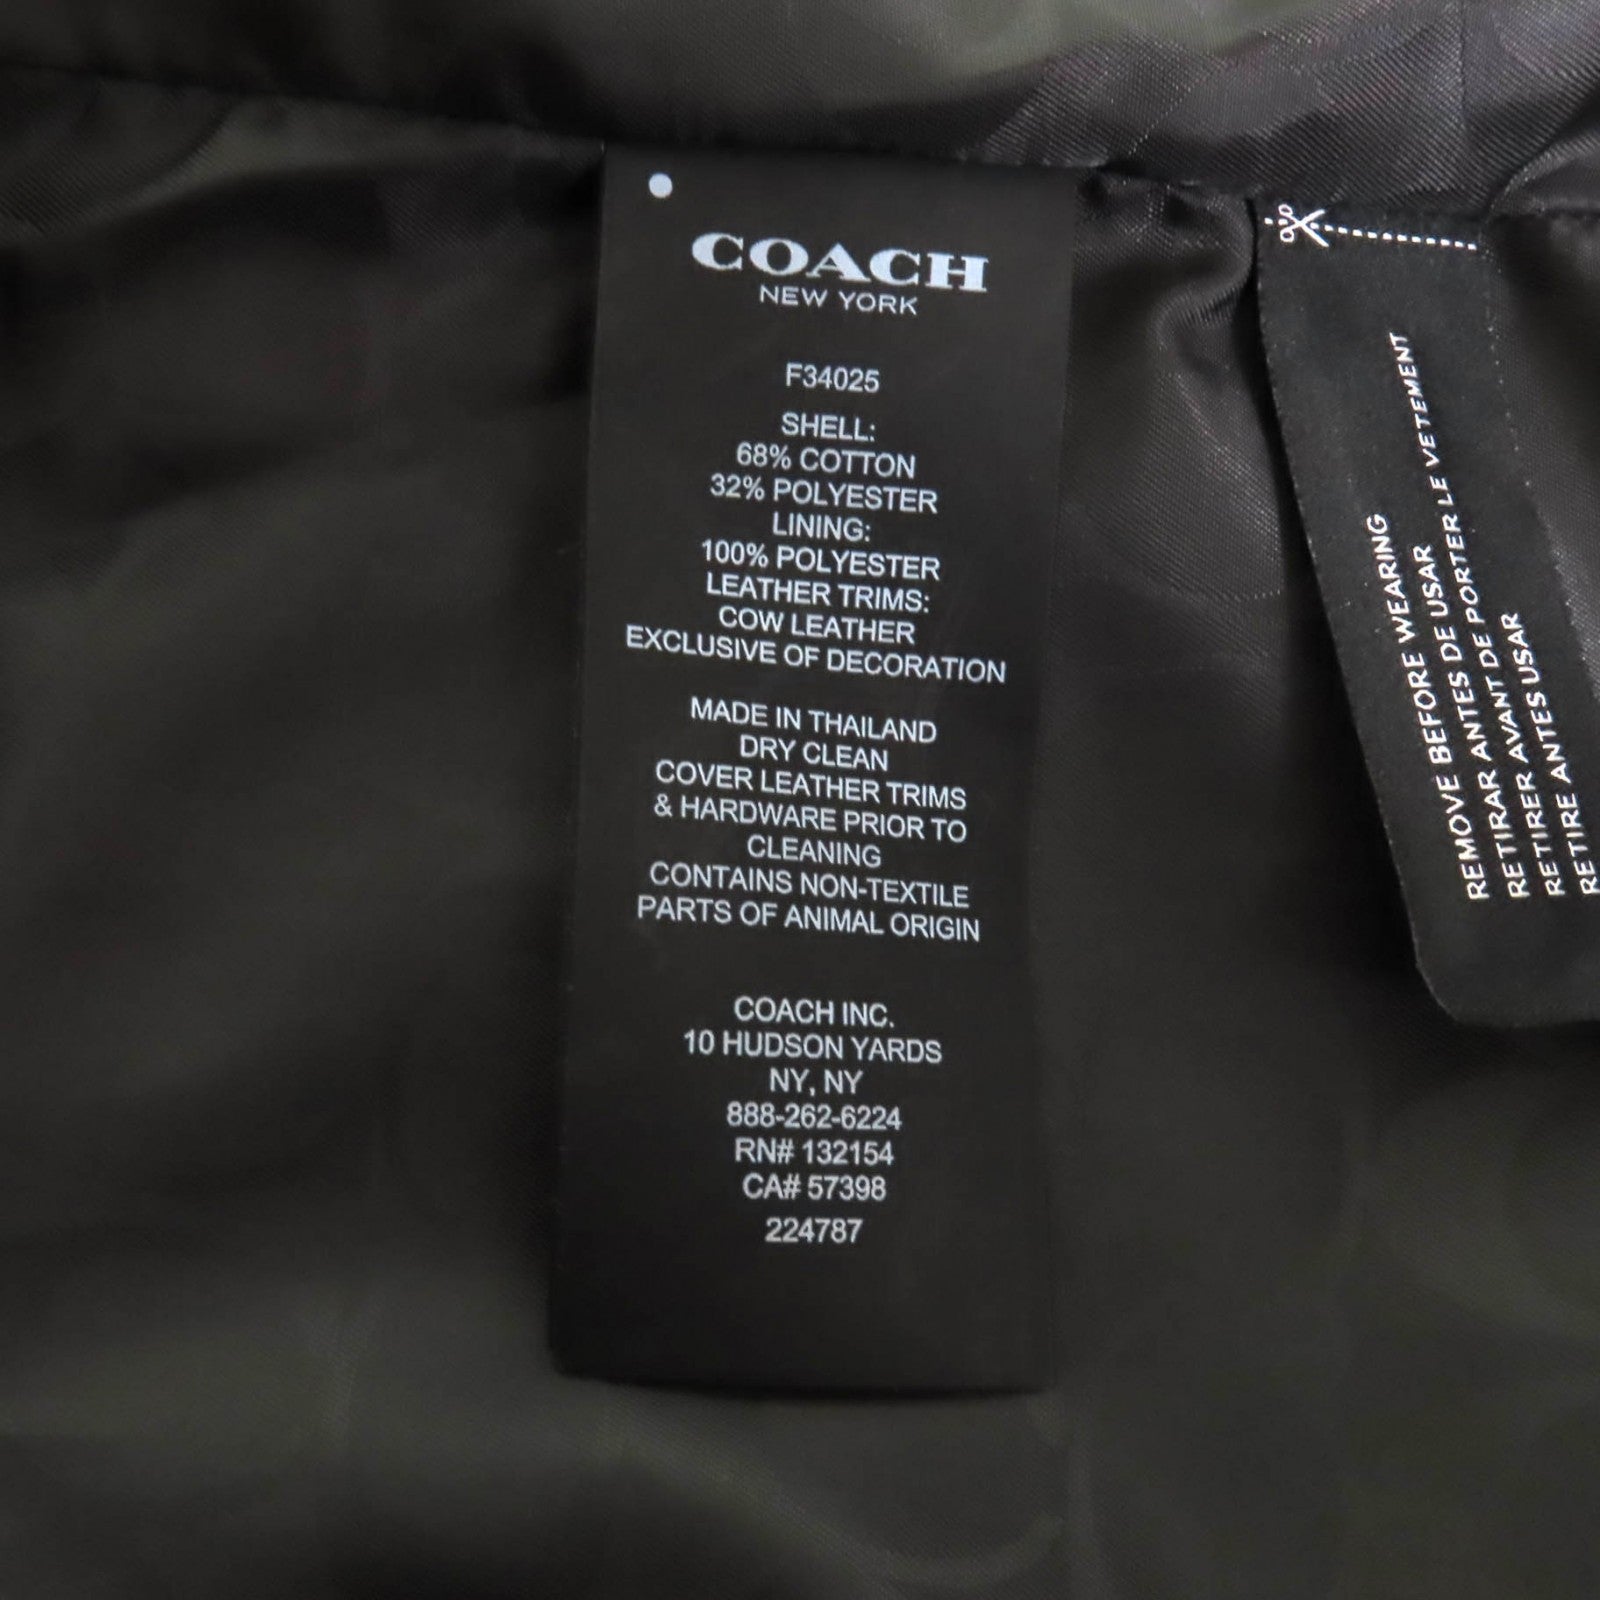 COACH
NEW YORK
F34025
SHELL:
68% COTTON
32% POLYESTER
LINING:
100% POLYESTER
LEATHER TRIMS:
COW LEATHER
EXCLUSIVE OF DECORATION
MADE IN THAILAND
DRY CLEAN
COVER LEATHER TRIMS
& HARDWARE PRIOR TO
CLEANING
CONTAINS NON-TEXTILE
PARTS OF ANIMAL ORIGIN
COACH INC.
10 HUDSON YARDS
NY, NY
888-262-6224
RN# 132154
CA# 57398
224787
REMOVE BEFORE WEARING
RETIRAR ANTES DE USAR
RETIRER AVANT DE PORTER LE VETEMENT
RETIRE ANTES USAR